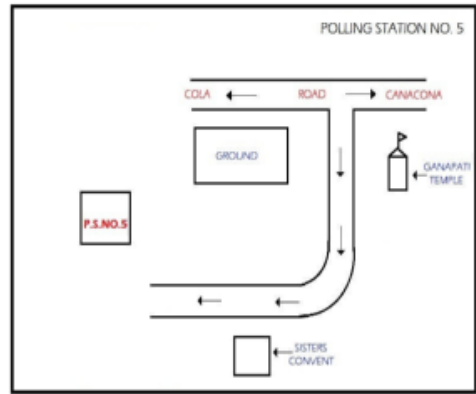 POLLING STATION NO. 5
COLA ROAD CANACONA
GROUND
GANAPATI
TEMPLE
P.S.NO.5
SISTERS
CONVENT